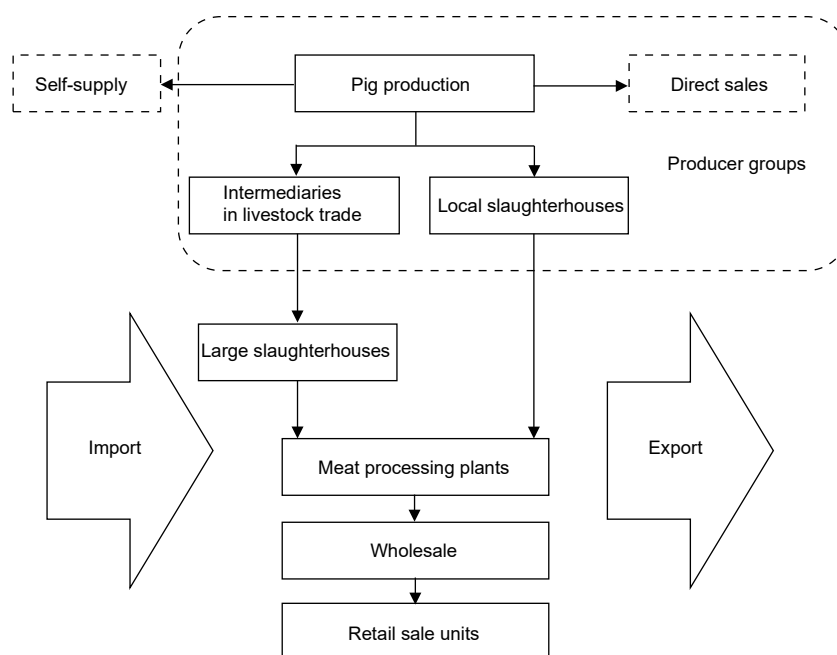 Self-supply
Pig production
Direct sales
Producer groups
Intermediaries
in livestock trade
Local slaughterhouses
Large slaughterhouses
Import
Export
Meat processing plants
Wholesale
Retail sale units